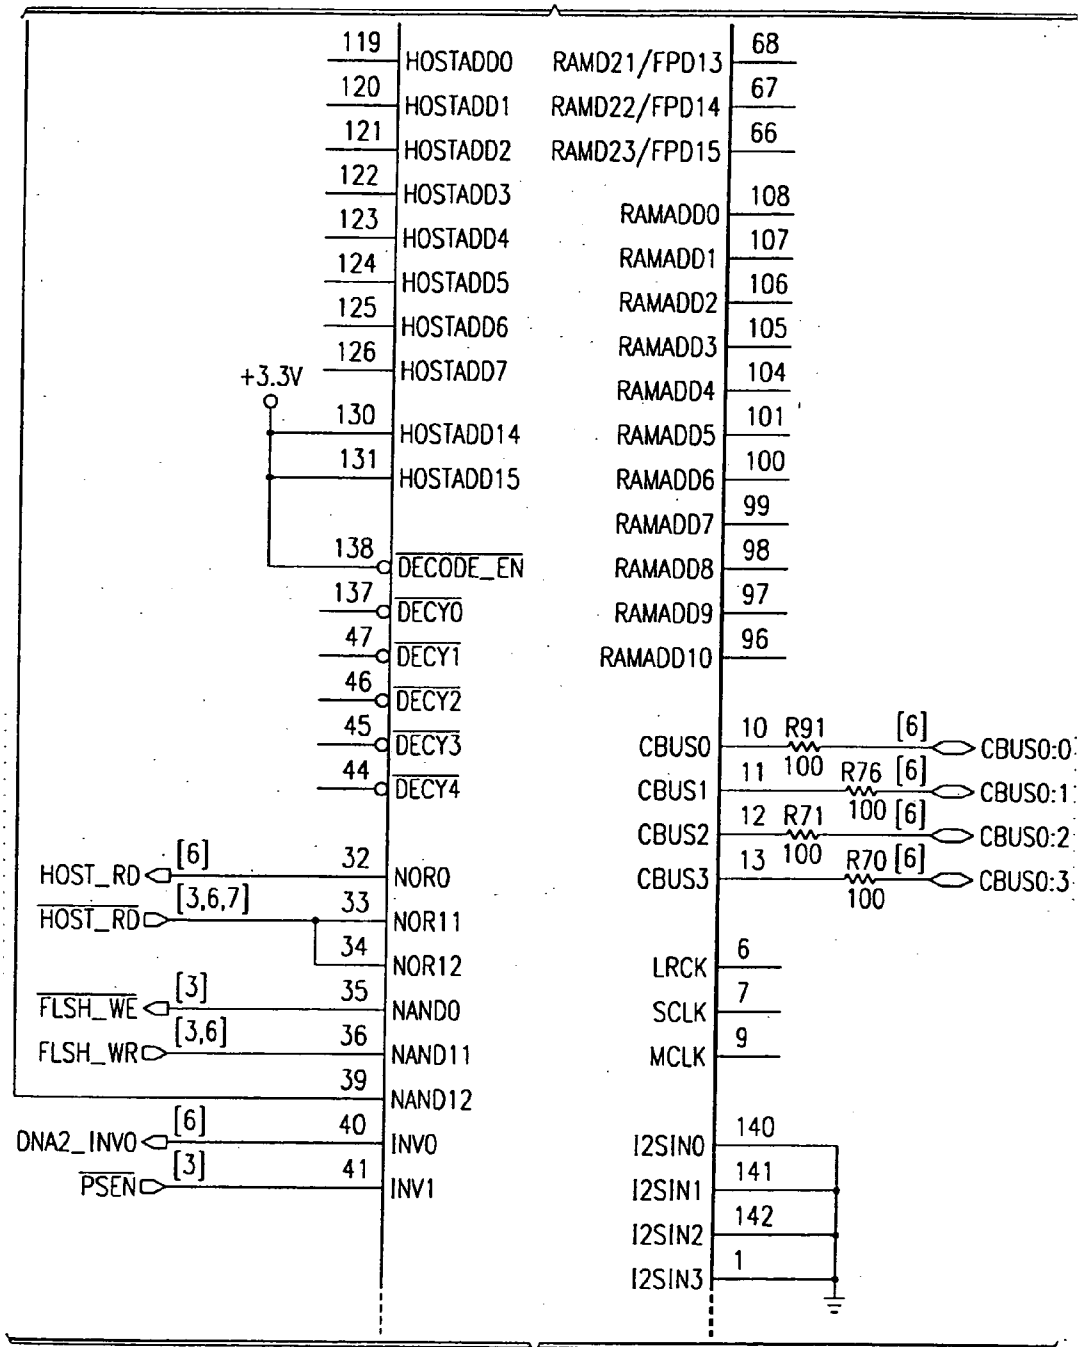 119 HOSTADD0 RAMD21/FPD13 68
120 HOSTADD1 RAMD22/FPD14 67
121 HOSTADD2 RAMD23/FPD15 66
122 HOSTADD3
RAMADD0 108
123 HOSTADD4
RAMADD1 107
124 HOSTADD5
RAMADD2 106
125 HOSTADD6
RAMADD3 105
126 HOSTADD7
+3.3V
RAMADD4 104
130 HOSTADD14 RAMADD5 101
131 HOSTADD15 RAMADD6 100
RAMADD7 99
138 DECODE_EN RAMADD8 98
137 DECY0 RAMADD9 97
47 DECY1 RAMADD10 96
46 DECY2
45 DECY3 CBUS0 10 R91 100 [6] CBUS0:0
44 DECY4 CBUS1 11 R76 100 [6] CBUS0:1
CBUS2 12 R71 100 [6] CBUS0:2
HOST_RD [6] 32 NOR0 CBUS3 13 R70 100 [6] CBUS0:3
HOST_RD [3,6,7] 33 NOR11
34 NOR12 LRCK 6
FLSH_WE [3] 35 NAND0 SCLK 7
FLSH_WR [3,6] 36 NAND11 MCLK 9
39 NAND12
DNA2_INV0 [6] 40 INV0 I2SIN0 140
PSEN [3] 41 INV1 I2SIN1 141
I2SIN2 142
I2SIN3 1